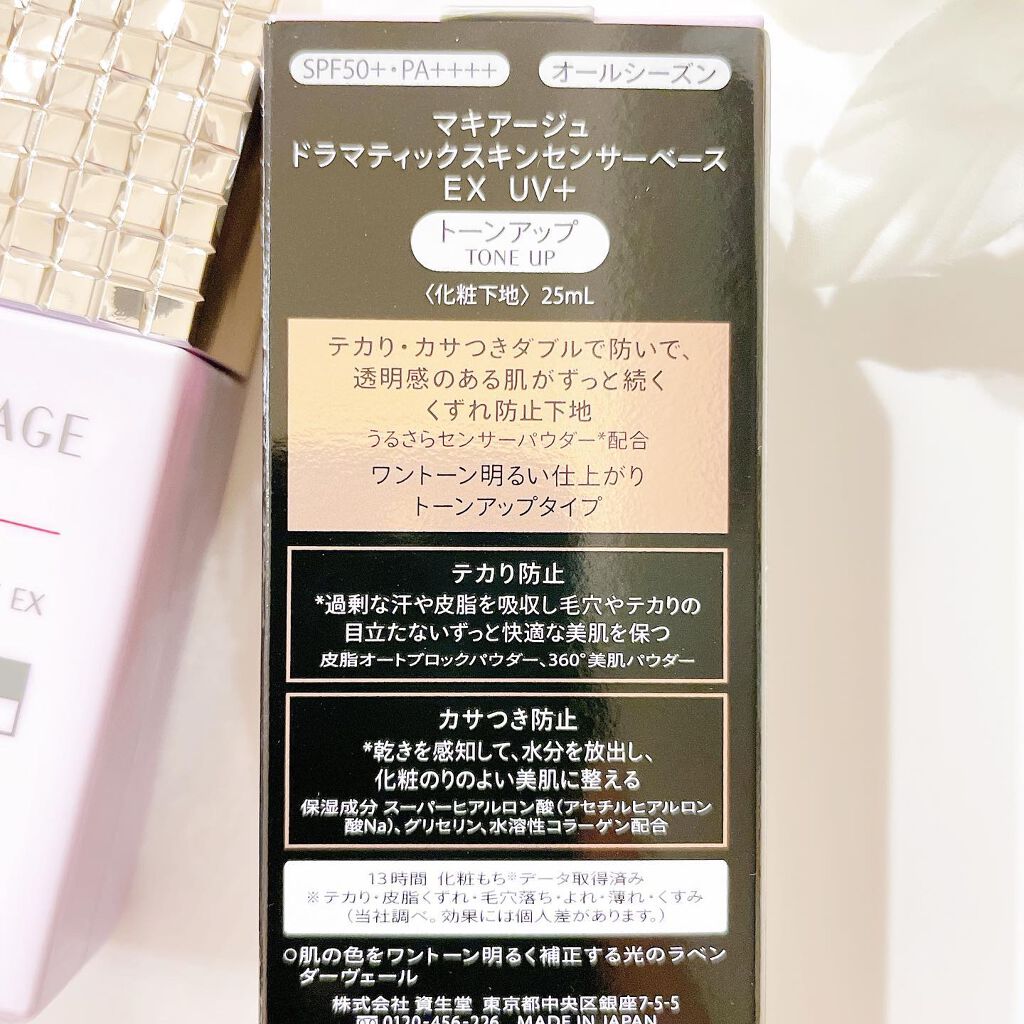 SPF50+・PA++++
オールシーズン
マキアージュ
ドラマティックスキンセンサーベース
EX UV+
トーンアップ
TONE UP
〈化粧下地〉 25mL
テカり・カサつきダブルで防いで、
透明感のある肌がずっと続く
くずれ防止下地
うるさらセンサーパウダー*配合
ワントーン明るい仕上がり
トーンアップタイプ
テカり防止
*過剰な汗や皮脂を吸収し毛穴やテカりの
目立たないずっと快適な美肌を保つ
皮脂オートブロックパウダー、360°美肌パウダー
カサつき防止
*乾きを感知して、水分を放出し、
化粧のりのよい美肌に整える
保湿成分 スーパーヒアルロン酸（アセチルヒアルロン
酸Na）、グリセリン、水溶性コラーゲン配合
13時間 化粧もち※データ取得済み
※テカり・皮脂くずれ・毛穴落ち・よれ・薄れ・くすみ
（当社調べ。効果には個人差があります。）
○肌の色をワントーン明るく補正する光のラベン
ダーヴェール
株式会社 資生堂 東京都中央区銀座7-5-5
0120-456-226 MADE IN JAPAN
AGE
EX